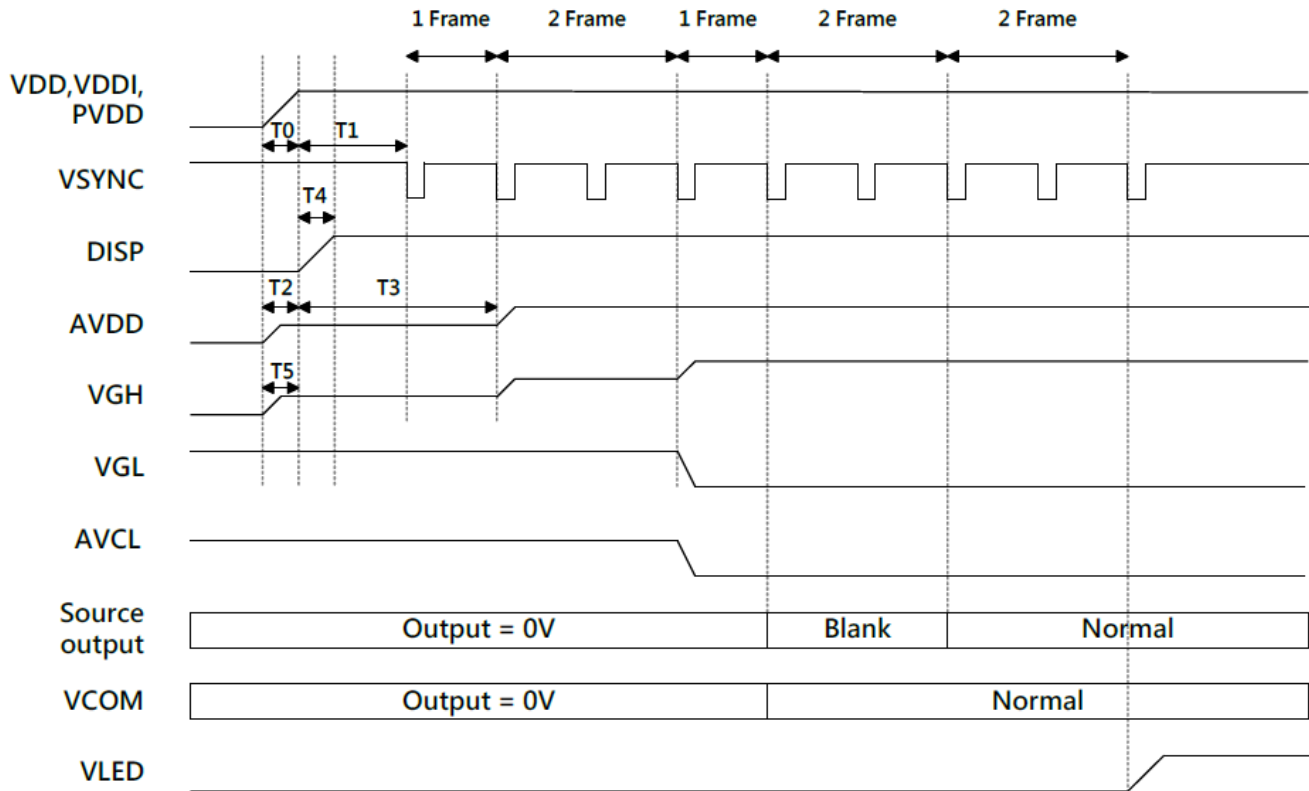 1 Frame 2 Frame 1 Frame 2 Frame 2 Frame
VDD,VDDI,
PVDD
T0 T1
VSYNC
T4
DISP
T2 T3
AVDD
T5
VGH
VGL
AVCL
Source
output
Output = 0V Blank Normal
VCOM Output = 0V Normal
VLED